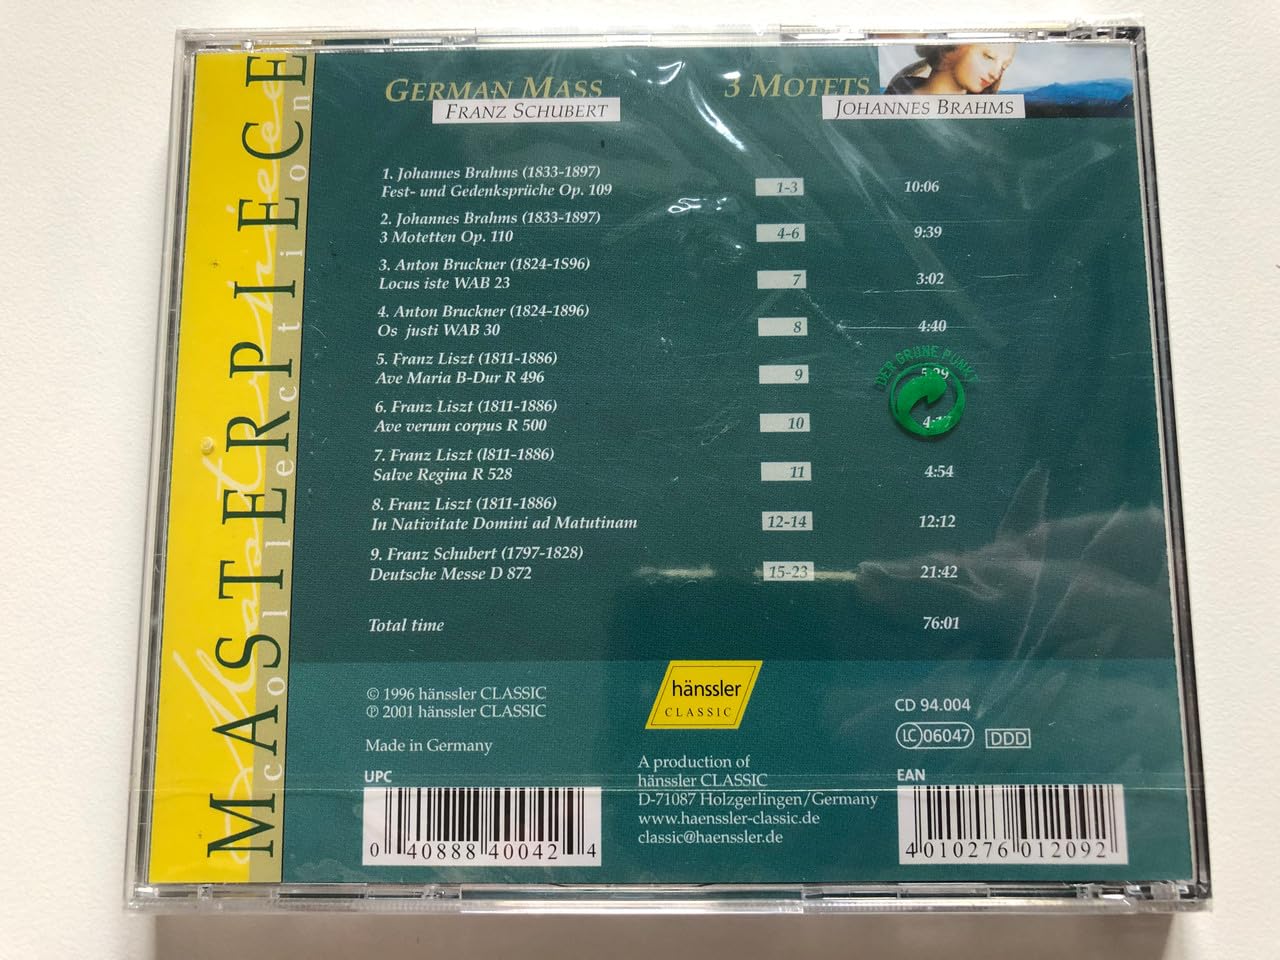 MASTERPIECE
collection
GERMAN MASS
FRANZ SCHUBERT
3 MOTETS
JOHANNES BRAHMS
1. Johannes Brahms (1833-1897)
Fest- und Gedenksprüche Op. 109 1-3 10:06
2. Johannes Brahms (1833-1897)
3 Motetten Op. 110 4-6 9:39
3. Anton Bruckner (1824-1S96)
Locus iste WAB 23 7 3:02
4. Anton Bruckner (1824-1896)
Os justi WAB 30 8 4:40
5. Franz Liszt (1811-1886)
Ave Maria B-Dur R 496 9
6. Franz Liszt (1811-1886)
Ave verum corpus R 500 10
7. Franz Liszt (l811-1886)
Salve Regina R 528 11 4:54
8. Franz Liszt (1811-1886)
In Nativitate Domini ad Matutinam 12-14 12:12
9. Franz Schubert (1797-1828)
Deutsche Messe D 872 15-23 21:42
Total time 76:01
DER GRÜNE PUNKT
© 1996 hänssler CLASSIC
℗ 2001 hänssler CLASSIC
Made in Germany
UPC
0 40888 40042 4
hänssler
CLASSIC
A production of
hänssler CLASSIC
D-71087 Holzgerlingen/Germany
www.haenssler-classic.de
classic@haenssler.de
CD 94.004
LC 06047 DDD
EAN
4 010276 012092